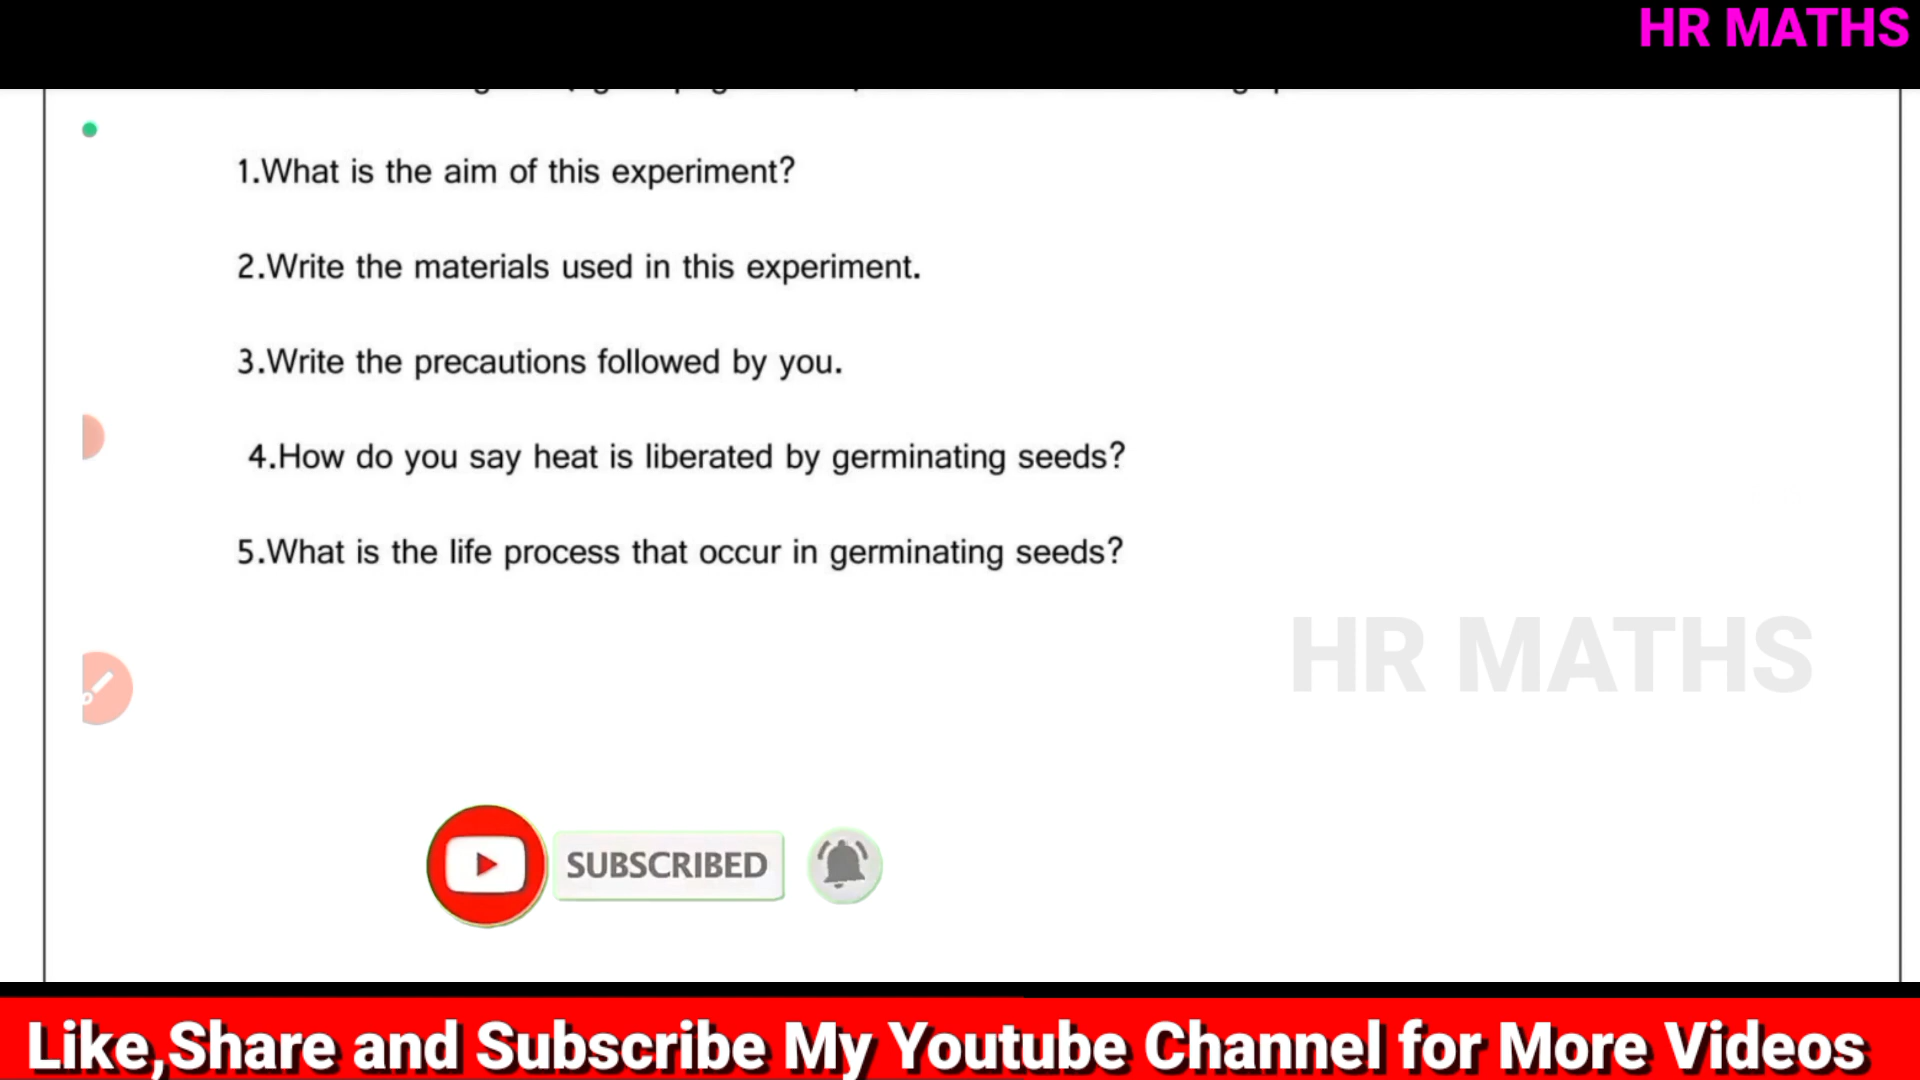 HR MATHS
1.What is the aim of this experiment?
2.Write the materials used in this experiment.
3.Write the precautions followed by you.
4.How do you say heat is liberated by germinating seeds?
5.What is the life process that occur in germinating seeds?
HR MATHS
SUBSCRIBED
Like,Share and Subscribe My Youtube Channel for More Videos